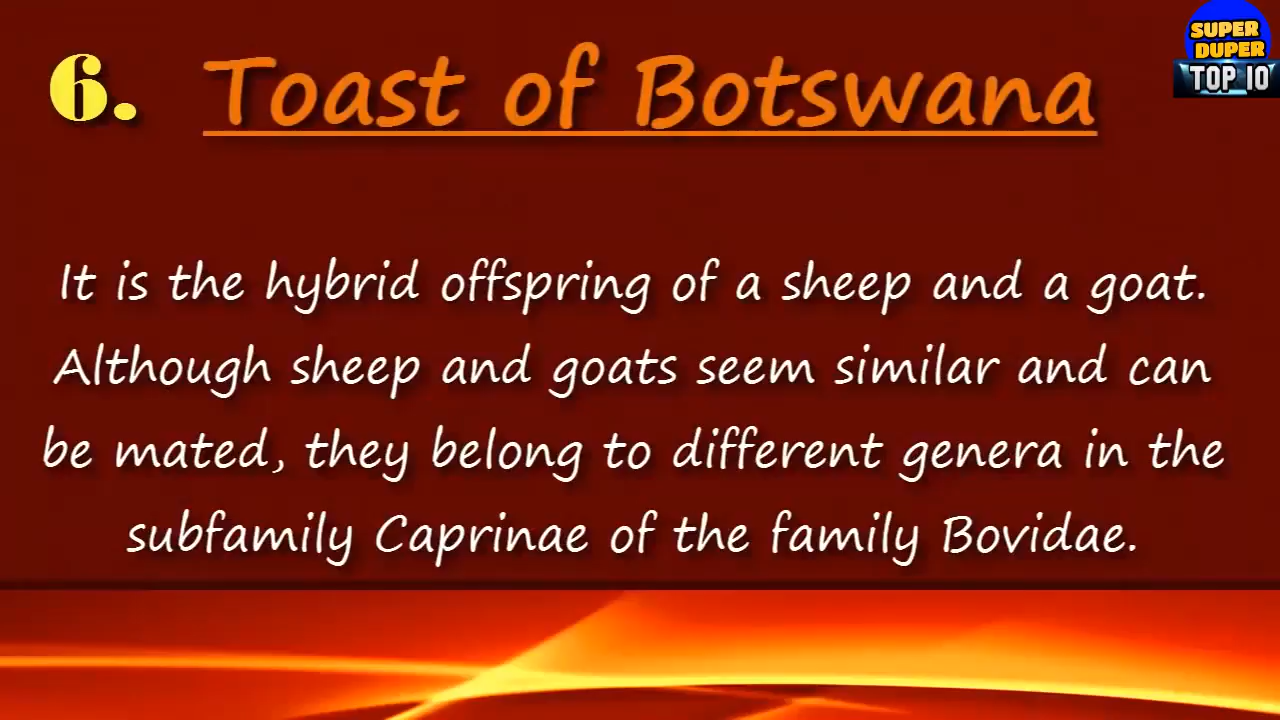 SUPER
DUPER
TOP 10
6. Toast of Botswana
It is the hybrid offspring of a sheep and a goat.
Although sheep and goats seem similar and can
be mated, they belong to different genera in the
subfamily Caprinae of the family Bovidae.